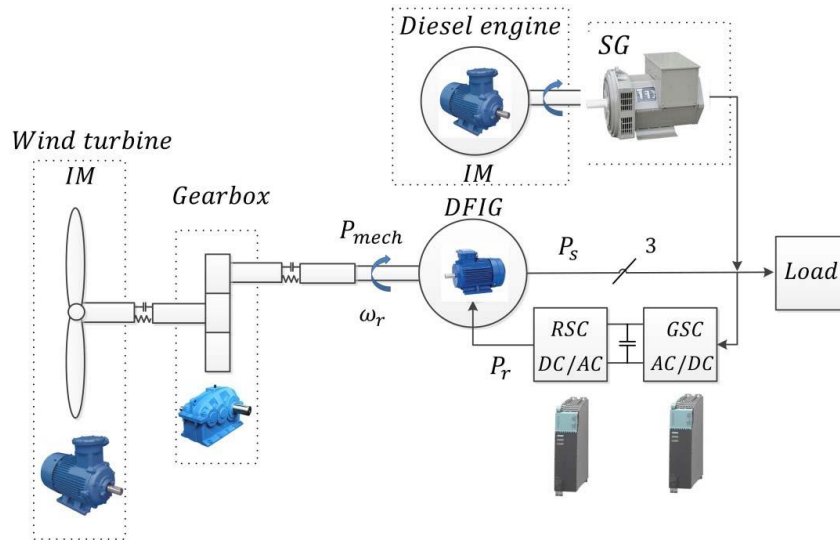 Diesel engine
SG
IM
Wind turbine
IM
Gearbox
DFIG
P_mech
ω_r
P_s
3
Load
RSC
DC/AC
GSC
AC/DC
P_r